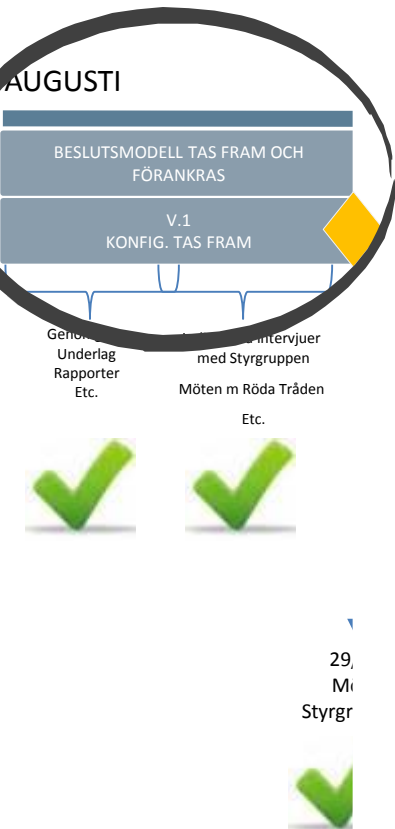 AUGUSTI
BESLUTSMODELL TAS FRAM OCH
FÖRANKRAS
V.1
KONFIG. TAS FRAM
Underlag
Rapporter
Etc.
intervjuer
med Styrgruppen
Möten m Röda Tråden
Etc.
29,